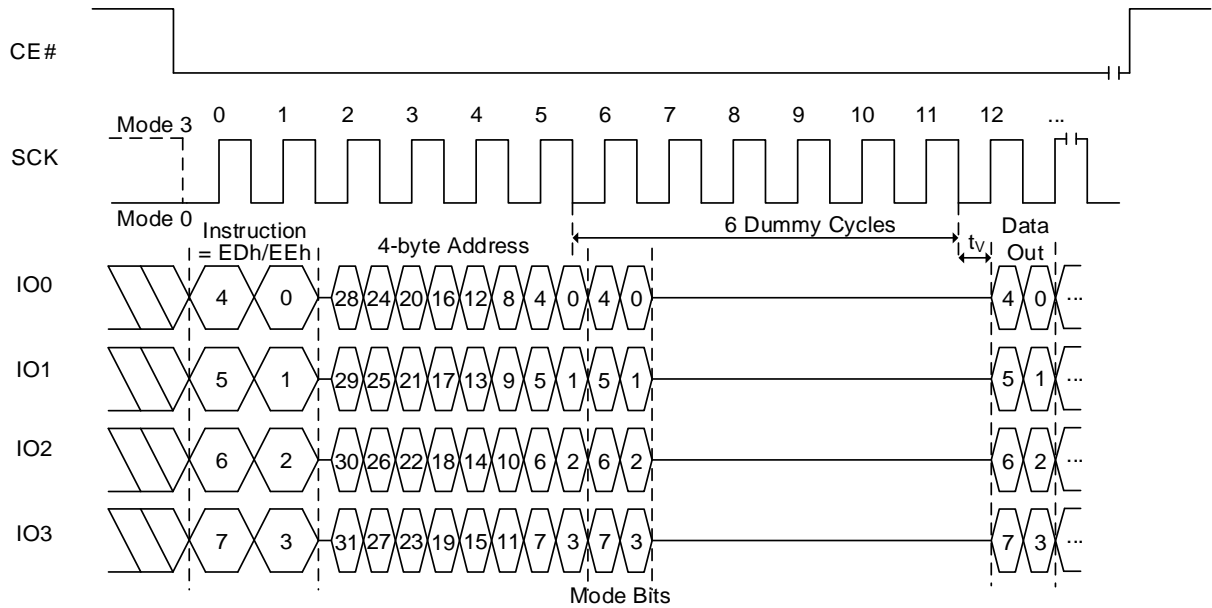 CE#
0 1 2 3 4 5 6 7 8 9 10 11 12 ...
Mode 3
SCK
Mode 0
Instruction
= EDh/EEh
4-byte Address
6 Dummy Cycles
tV
Data
Out
IO0 4 0 28 24 20 16 12 8 4 0 4 0 4 0 ...
IO1 5 1 29 25 21 17 13 9 5 1 5 1 5 1 ...
IO2 6 2 30 26 22 18 14 10 6 2 6 2 6 2 ...
IO3 7 3 31 27 23 19 15 11 7 3 7 3 7 3 ...
Mode Bits